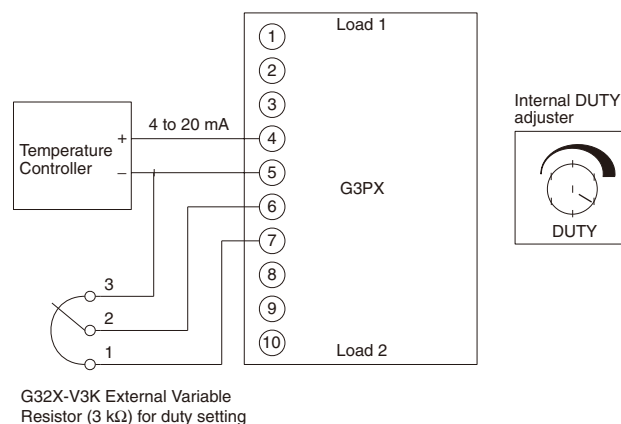 Load 1
1
2
3
4
5
6
7
8
9
10
G3PX
Load 2
Temperature
Controller
+
–
4 to 20 mA
3
2
1
G32X-V3K External Variable
Resistor (3 kΩ) for duty setting
Internal DUTY
adjuster
DUTY